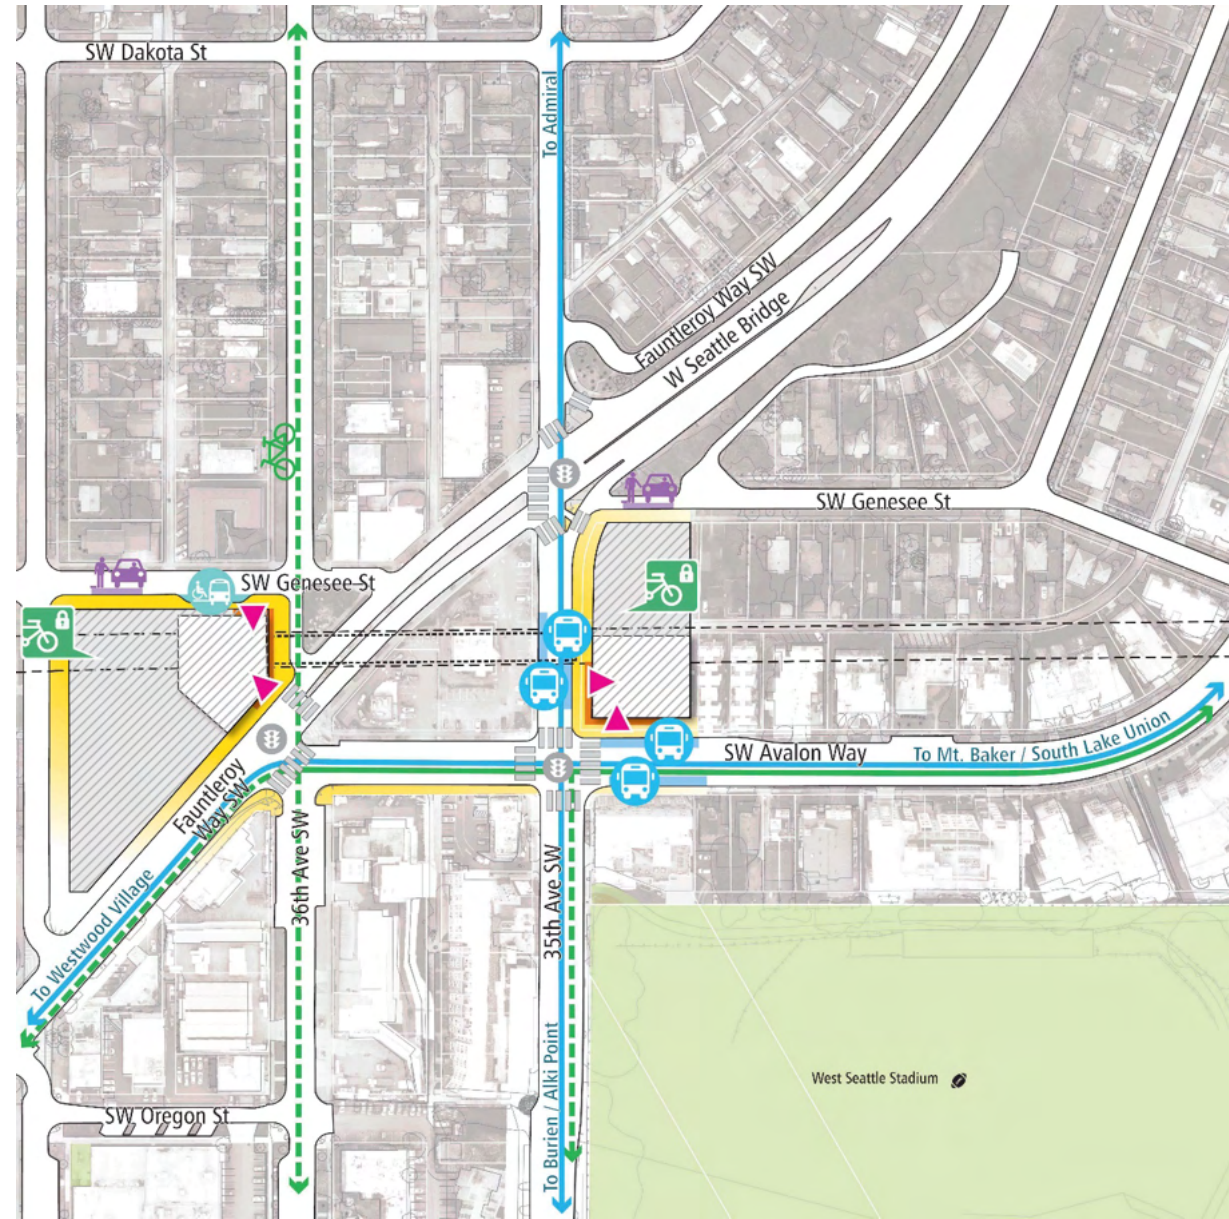 SW Dakota St
To Admiral
Fauntleroy Way SW
W Seattle Bridge
SW Genesee St
SW Genesee St
SW Avalon Way
To Mt. Baker / South Lake Union
Fauntleroy
Way SW
To Westwood Village
36th Ave SW
35th Ave SW
To Burien / Alki Point
West Seattle Stadium
SW Oregon St